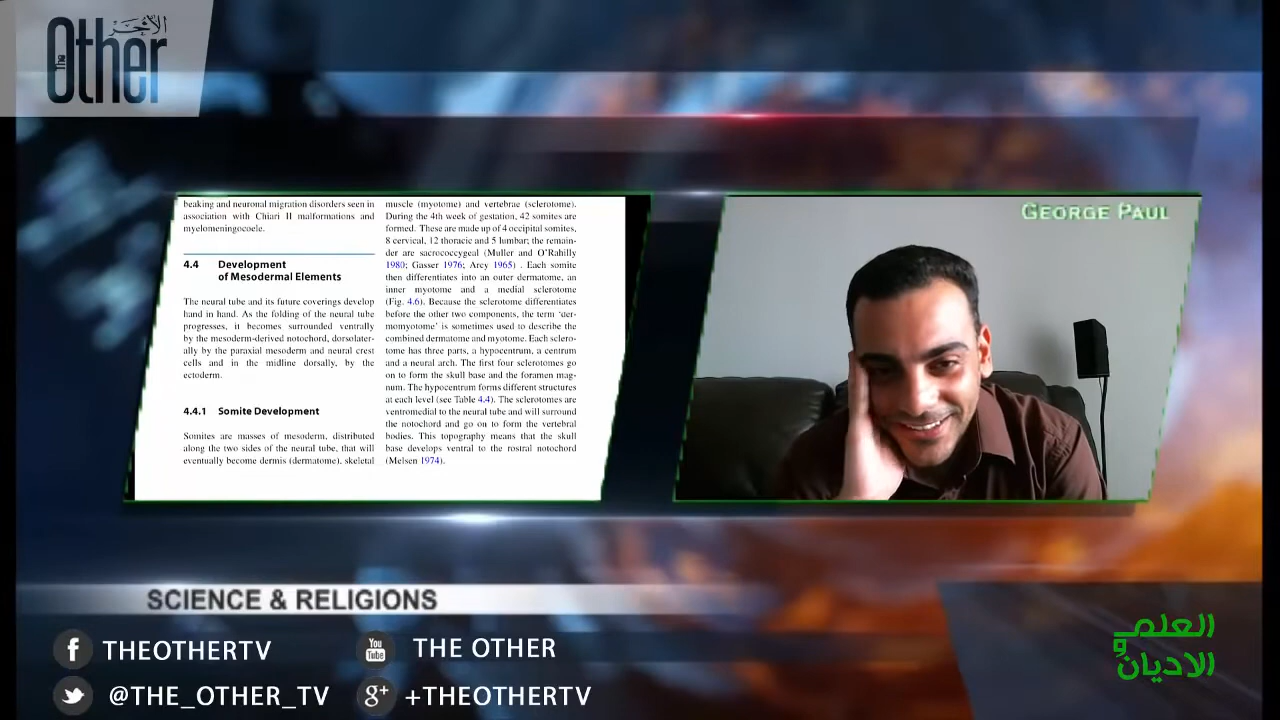 الآخر
the
Other
beaking and neuronal migration disorders seen in
association with Chiari II malformations and
myelomeningocele.
4.4 Development
of Mesodermal Elements
The neural tube and its future coverings develop
hand in hand. As the folding of the neural tube
progresses, it becomes surrounded ventrally
by the mesoderm-derived notochord, dorsolater-
ally by the paraxial mesoderm and neural crest
cells and in the midline dorsally, by the
ectoderm.
4.4.1 Somite Development
Somites are masses of mesoderm, distributed
along the two sides of the neural tube, that will
eventually become dermis (dermatome), skeletal
muscle (myotome) and vertebrae (sclerotome).
During the 4th week of gestation, 42 somites are
formed. These are made up of 4 occipital somites,
8 cervical, 12 thoracic and 5 lumbar; the remain-
der are sacrococcygeal (Muller and O'Rahilly
1980; Gasser 1976; Arcy 1965) . Each somite
then differentiates into an outer dermatome, an
inner myotome and a medial sclerotome
(Fig. 4.6). Because the sclerotome differentiates
before the other two components, the term 'der-
momyotome' is sometimes used to describe the
combined dermatome and myotome. Each sclero-
tome has three parts, a hypocentrum, a centrum
and a neural arch. The first four sclerotomes go
on to form the skull base and the foramen mag-
num. The hypocentrum forms different structures
at each level (see Table 4.4). The sclerotomes are
ventromedial to the neural tube and will surround
the notochord and go on to form the vertebral
bodies. This topography means that the skull
base develops ventral to the rostral notochord
(Melsen 1974).
GEORGE PAUL
SCIENCE & RELIGIONS
f THEOTHERTV
You Tube THE OTHER
@THE_OTHER_TV
g+ +THEOTHERTV
العلم
و
الاديان